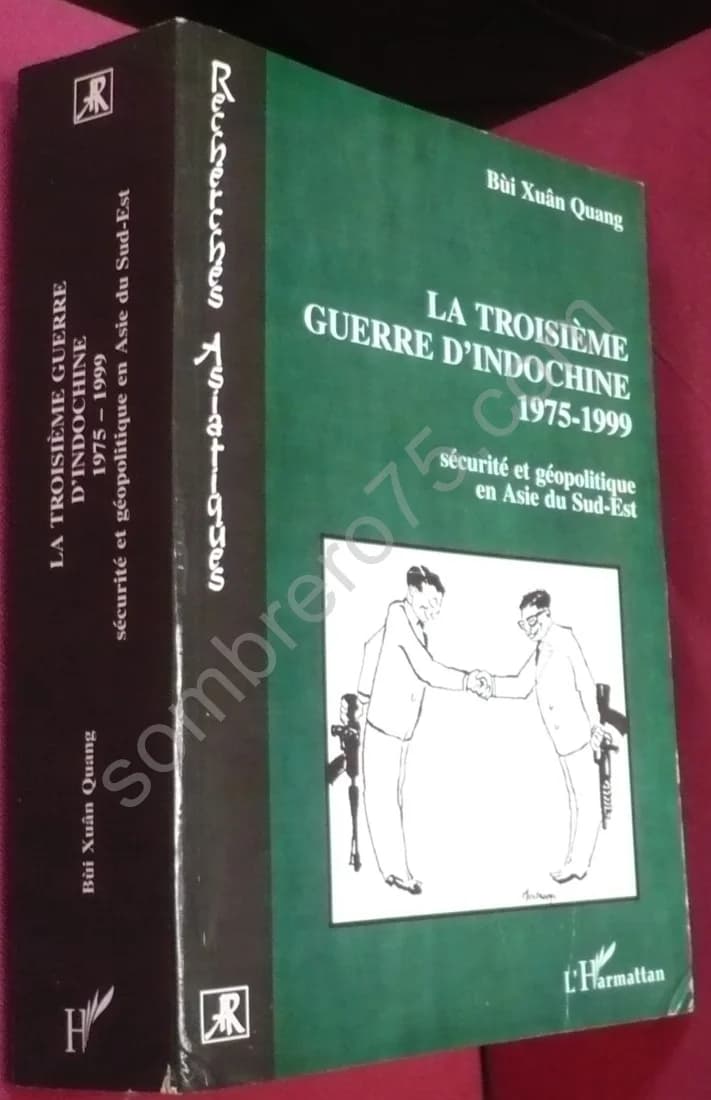 LA TROISIÈME GUERRE
D'INDOCHINE
1975 – 1999
sécurité et géopolitique en Asie du Sud-Est
Bùi Xuân Quang
H
Recherches Asiatiques
Bùi Xuân Quang
LA TROISIÈME
GUERRE D'INDOCHINE
1975-1999
sécurité et géopolitique
en Asie du Sud-Est
L'Harmattan
sombrero75.com